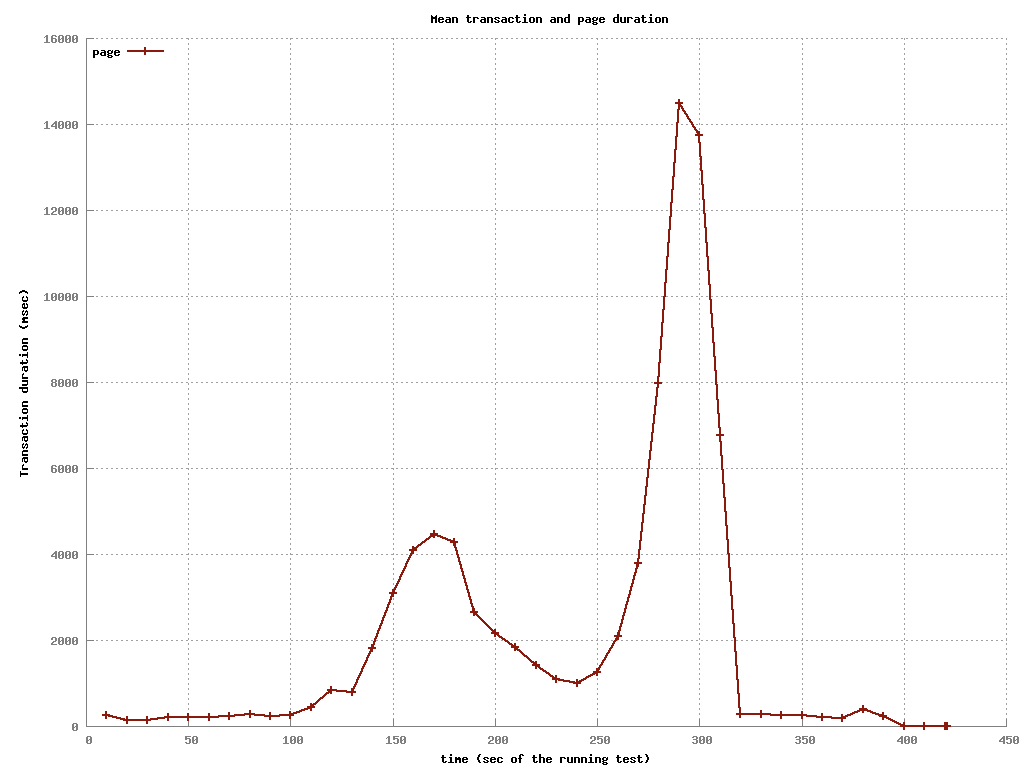 Mean transaction and page duration
page
16000
14000
12000
10000
8000
6000
4000
2000
0
Transaction duration (msec)
0 50 100 150 200 250 300 350 400 450
time (sec of the running test)